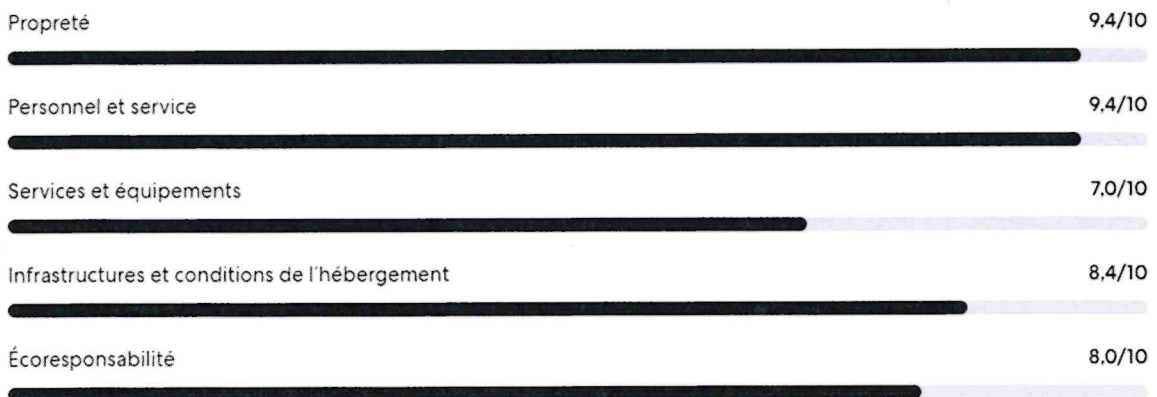 Propreté 9,4/10
Personnel et service 9,4/10
Services et équipements 7,0/10
Infrastructures et conditions de l'hébergement 8,4/10
Écoresponsabilité 8,0/10